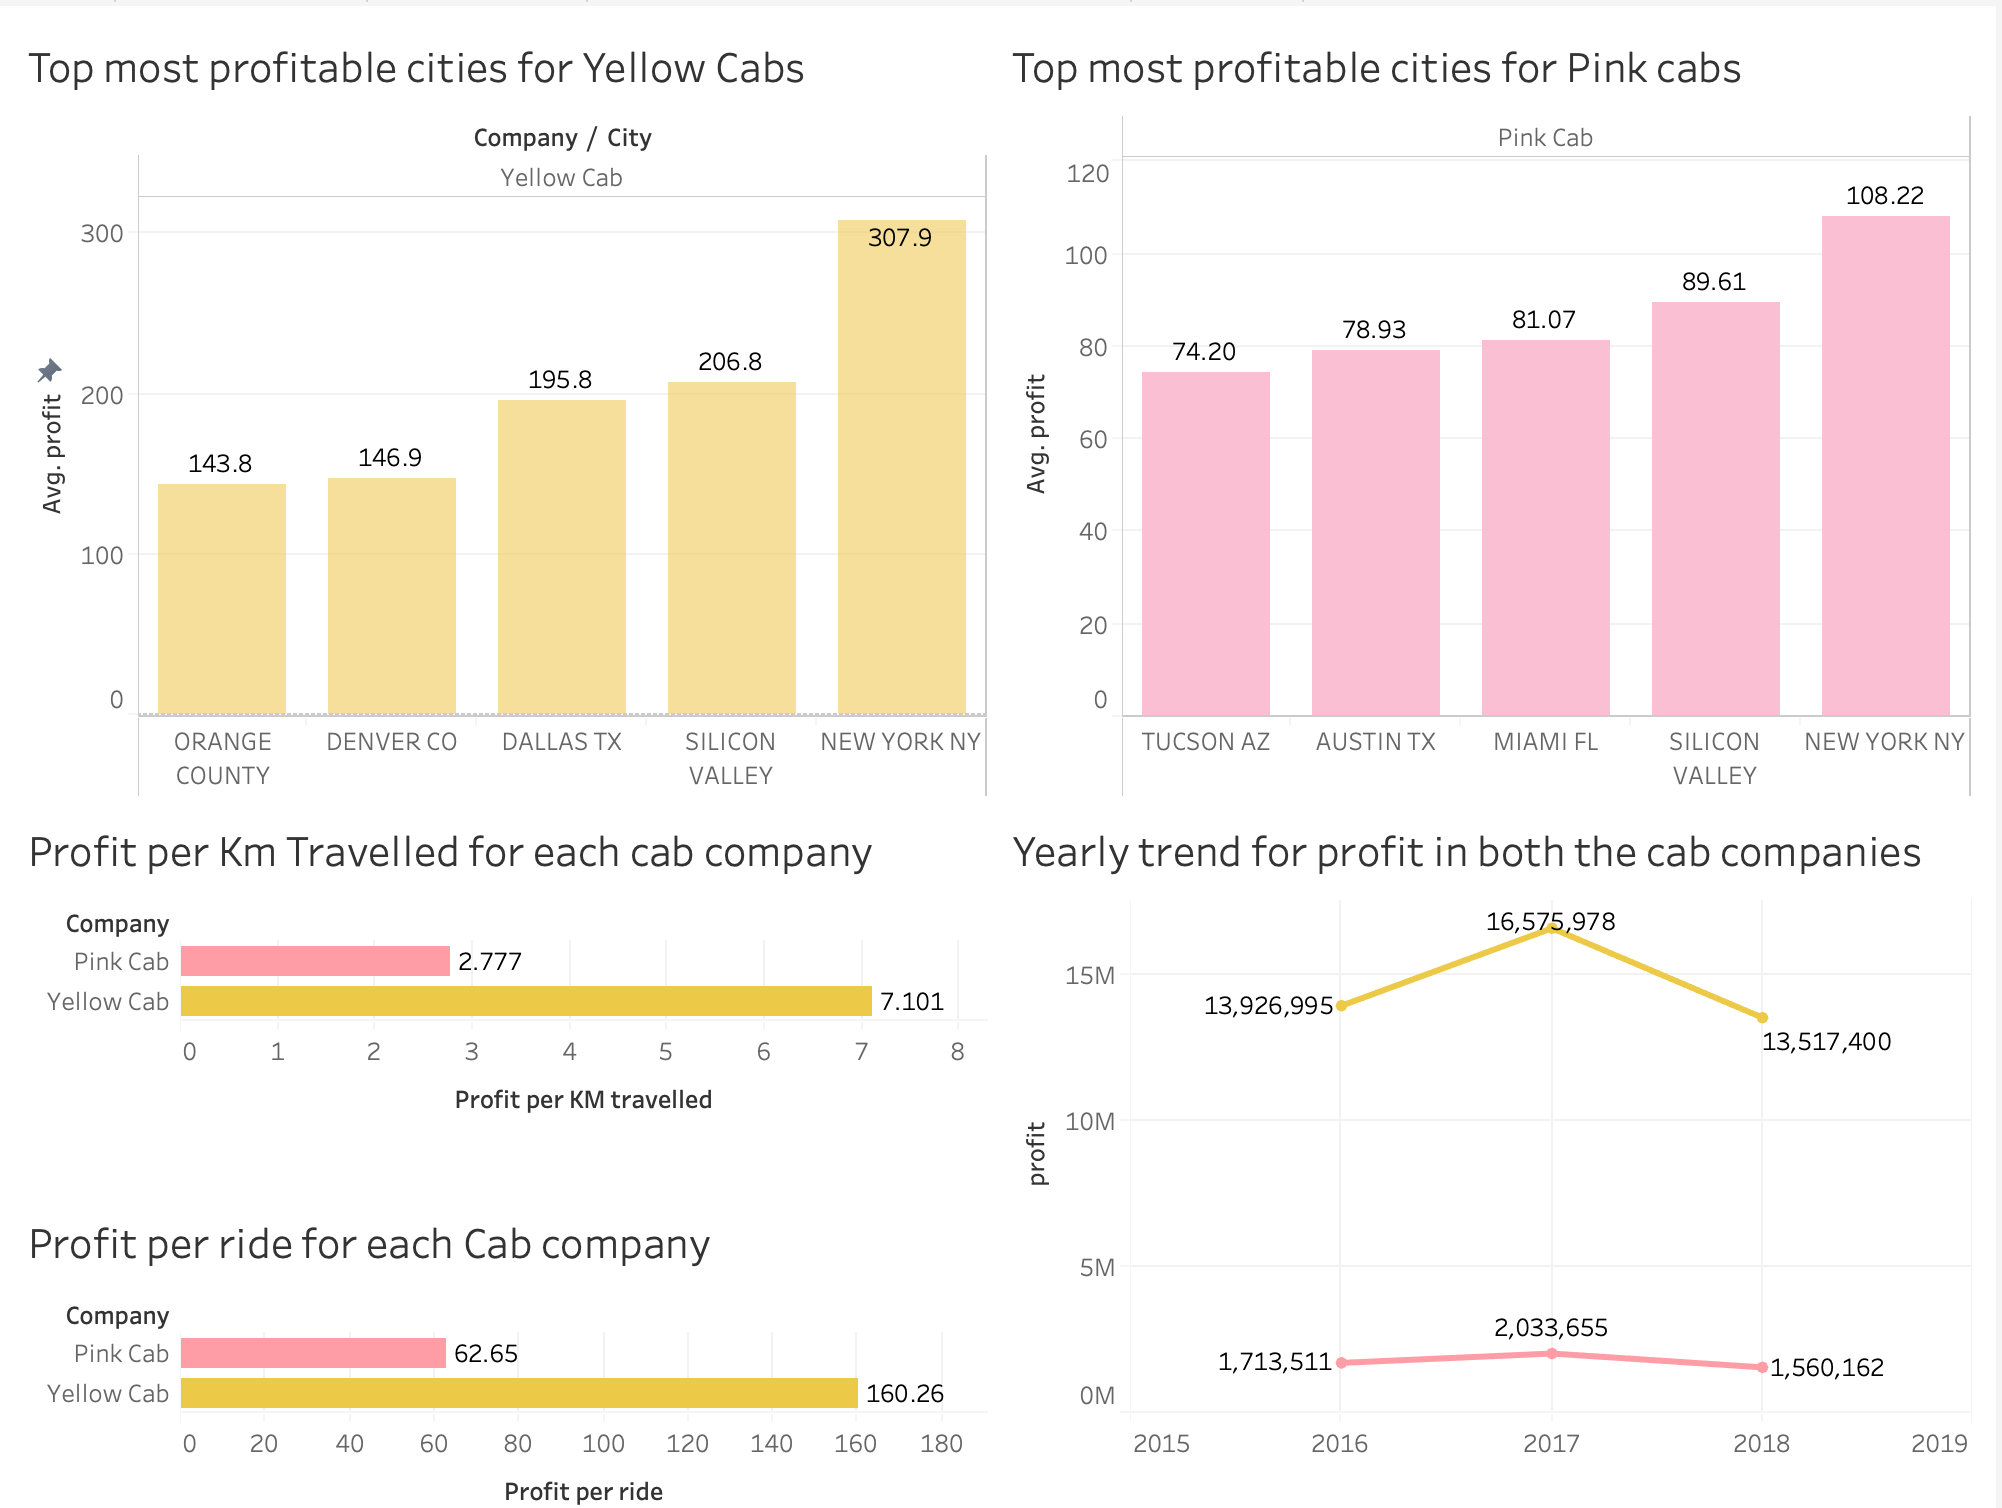 Top most profitable cities for Yellow Cabs
Company / City
Yellow Cab
300
200
100
0
Avg. profit
143.8
146.9
195.8
206.8
307.9
ORANGE COUNTY
DENVER CO
DALLAS TX
SILICON VALLEY
NEW YORK NY
Top most profitable cities for Pink cabs
Pink Cab
120
100
80
60
40
20
0
Avg. profit
74.20
78.93
81.07
89.61
108.22
TUCSON AZ
AUSTIN TX
MIAMI FL
SILICON VALLEY
NEW YORK NY
Profit per Km Travelled for each cab company
Company
Pink Cab 2.777
Yellow Cab 7.101
0 1 2 3 4 5 6 7 8
Profit per KM travelled
Profit per ride for each Cab company
Company
Pink Cab 62.65
Yellow Cab 160.26
0 20 40 60 80 100 120 140 160 180
Profit per ride
Yearly trend for profit in both the cab companies
15M
10M
5M
0M
profit
13,926,995
16,575,978
13,517,400
1,713,511
2,033,655
1,560,162
2015 2016 2017 2018 2019